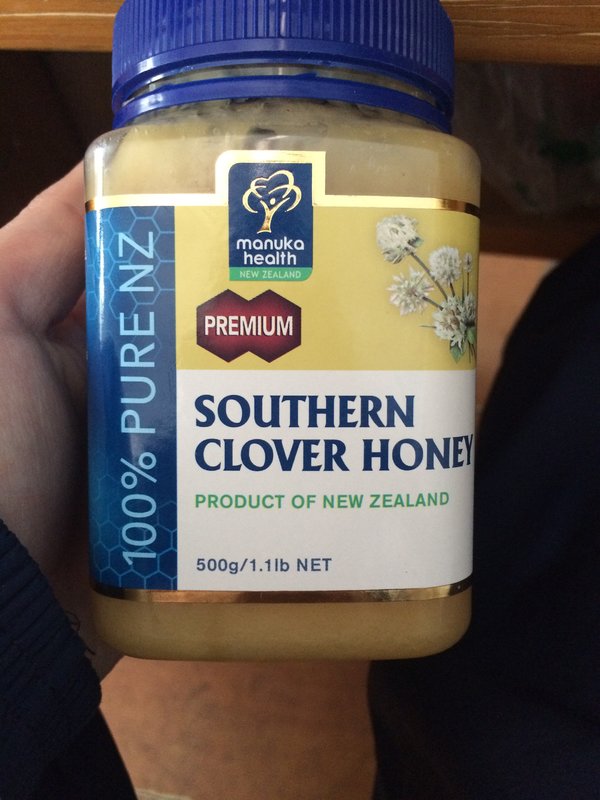 manuka
health
NEW ZEALAND
PREMIUM
100% PURE NZ
SOUTHERN
CLOVER HONEY
PRODUCT OF NEW ZEALAND
500g/1.1lb NET